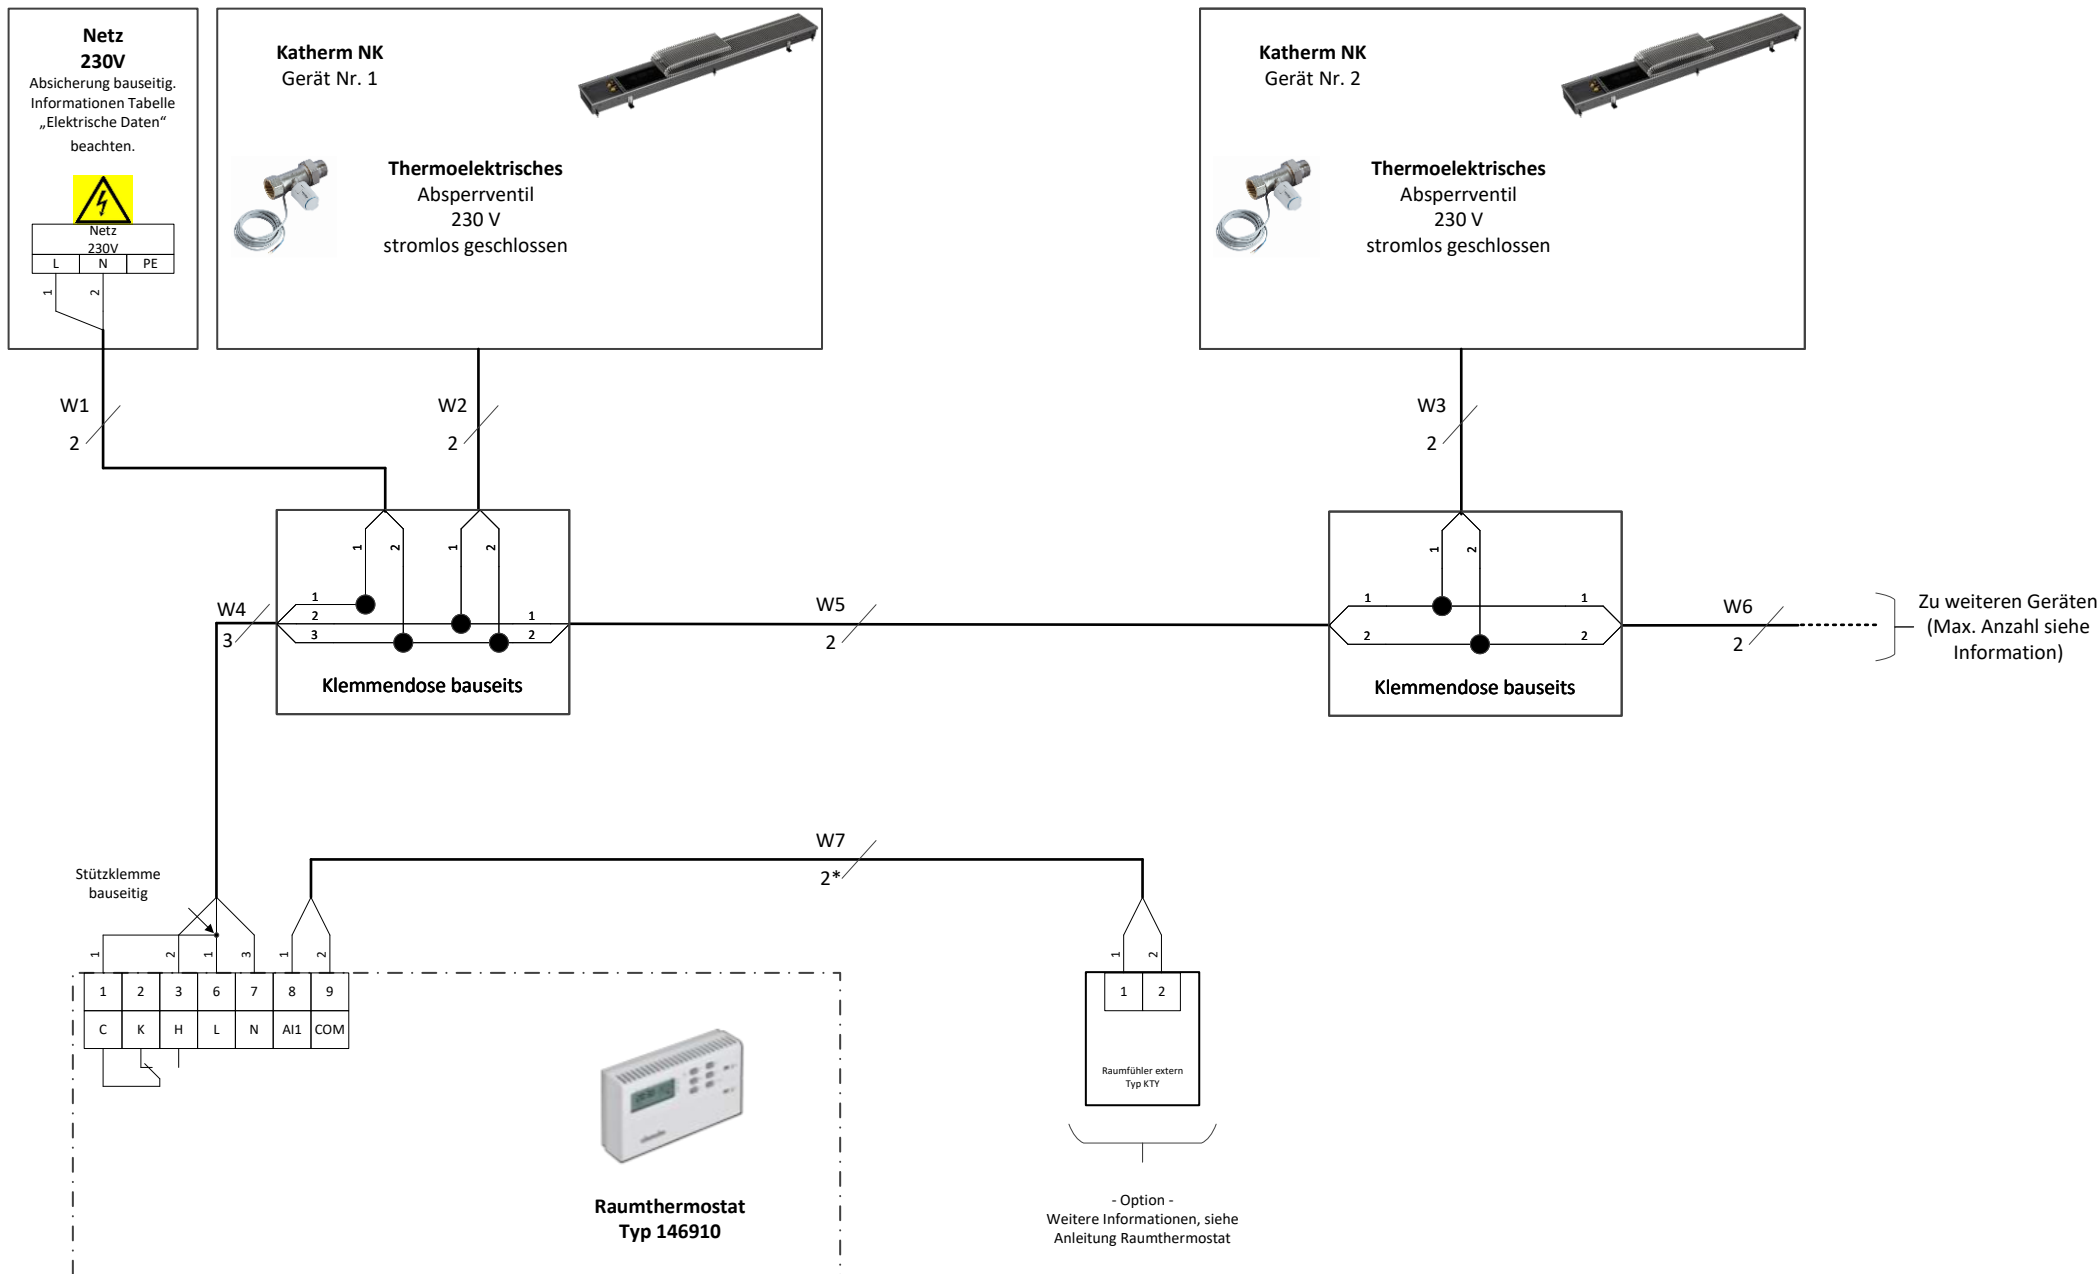 Netz
230V
Absicherung bauseitig.
Informationen Tabelle
„Elektrische Daten“
beachten.
Netz
230V
L N PE
1 2
Katherm NK
Gerät Nr. 1
Thermoelektrisches
Absperrventil
230 V
stromlos geschlossen
Katherm NK
Gerät Nr. 2
Thermoelektrisches
Absperrventil
230 V
stromlos geschlossen
W1
2
W2
2
W3
2
1 2 1 2
1
2 1
3 2
Klemmendose bauseits
W4
3
W5
2
1 2
1 1
2 2
Klemmendose bauseits
W6
2
Zu weiteren Geräten
(Max. Anzahl siehe
Information)
W7
2*
Stützklemme
bauseitig
1 2 1 3 1 2
1 2 3 6 7 8 9
C K H L N AI1 COM
Raumthermostat
Typ 146910
1 2
1 2
Raumfühler extern
Typ KTY
- Option -
Weitere Informationen, siehe
Anleitung Raumthermostat